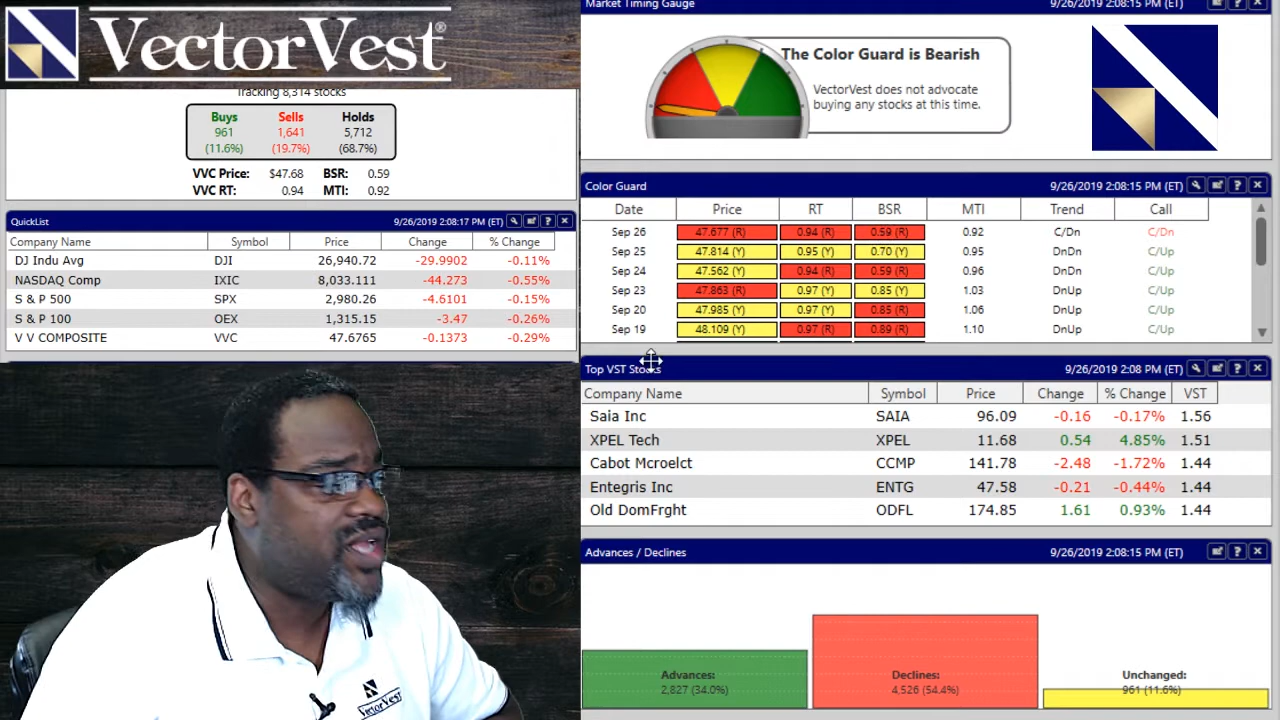 VectorVest®
Tracking 8,314 stocks
Buys Sells Holds
961 1,641 5,712
(11.6%) (19.7%) (68.7%)
VVC Price: $47.68 BSR: 0.59
VVC RT: 0.94 MTI: 0.92
QuickList 9/26/2019 2:08:17 PM (ET)
Company Name Symbol Price Change % Change
DJ Indu Avg DJI 26,940.72 -29.9902 -0.11%
NASDAQ Comp IXIC 8,033.111 -44.273 -0.55%
S & P 500 SPX 2,980.26 -4.6101 -0.15%
S & P 100 OEX 1,315.15 -3.47 -0.26%
V V COMPOSITE VVC 47.6765 -0.1373 -0.29%
VectorVest
Market Timing Gauge 9/26/2019 2:08:15 PM (ET)
The Color Guard is Bearish
VectorVest does not advocate
buying any stocks at this time.
Color Guard 9/26/2019 2:08:15 PM (ET)
Date Price RT BSR MTI Trend Call
Sep 26 47.677 (R) 0.94 (R) 0.59 (R) 0.92 C/Dn C/Dn
Sep 25 47.814 (Y) 0.95 (Y) 0.70 (Y) 0.95 DnDn C/Up
Sep 24 47.562 (Y) 0.94 (R) 0.59 (R) 0.96 DnDn C/Up
Sep 23 47.863 (R) 0.97 (Y) 0.85 (Y) 1.03 DnUp C/Up
Sep 20 47.985 (Y) 0.97 (Y) 0.85 (R) 1.06 DnUp C/Up
Sep 19 48.109 (Y) 0.97 (R) 0.89 (R) 1.10 DnUp C/Up
Top VST Stocks 9/26/2019 2:08 PM (ET)
Company Name Symbol Price Change % Change VST
Saia Inc SAIA 96.09 -0.16 -0.17% 1.56
XPEL Tech XPEL 11.68 0.54 4.85% 1.51
Cabot Mcroelct CCMP 141.78 -2.48 -1.72% 1.44
Entegris Inc ENTG 47.58 -0.21 -0.44% 1.44
Old DomFrght ODFL 174.85 1.61 0.93% 1.44
Advances / Declines 9/26/2019 2:08:15 PM (ET)
Advances: Declines: Unchanged:
2,827 (34.0%) 4,526 (54.4%) 961 (11.6%)